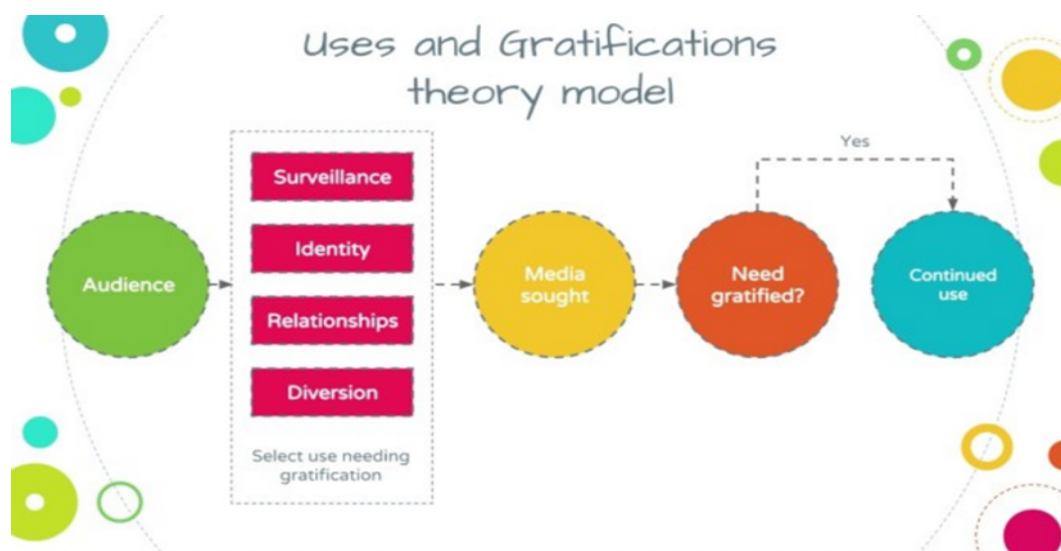 Uses and Gratifications
theory model
Yes
Surveillance
Identity
Relationships
Diversion
Select use needing
gratification
Audience
Media
sought
Need
gratified?
Continued
use